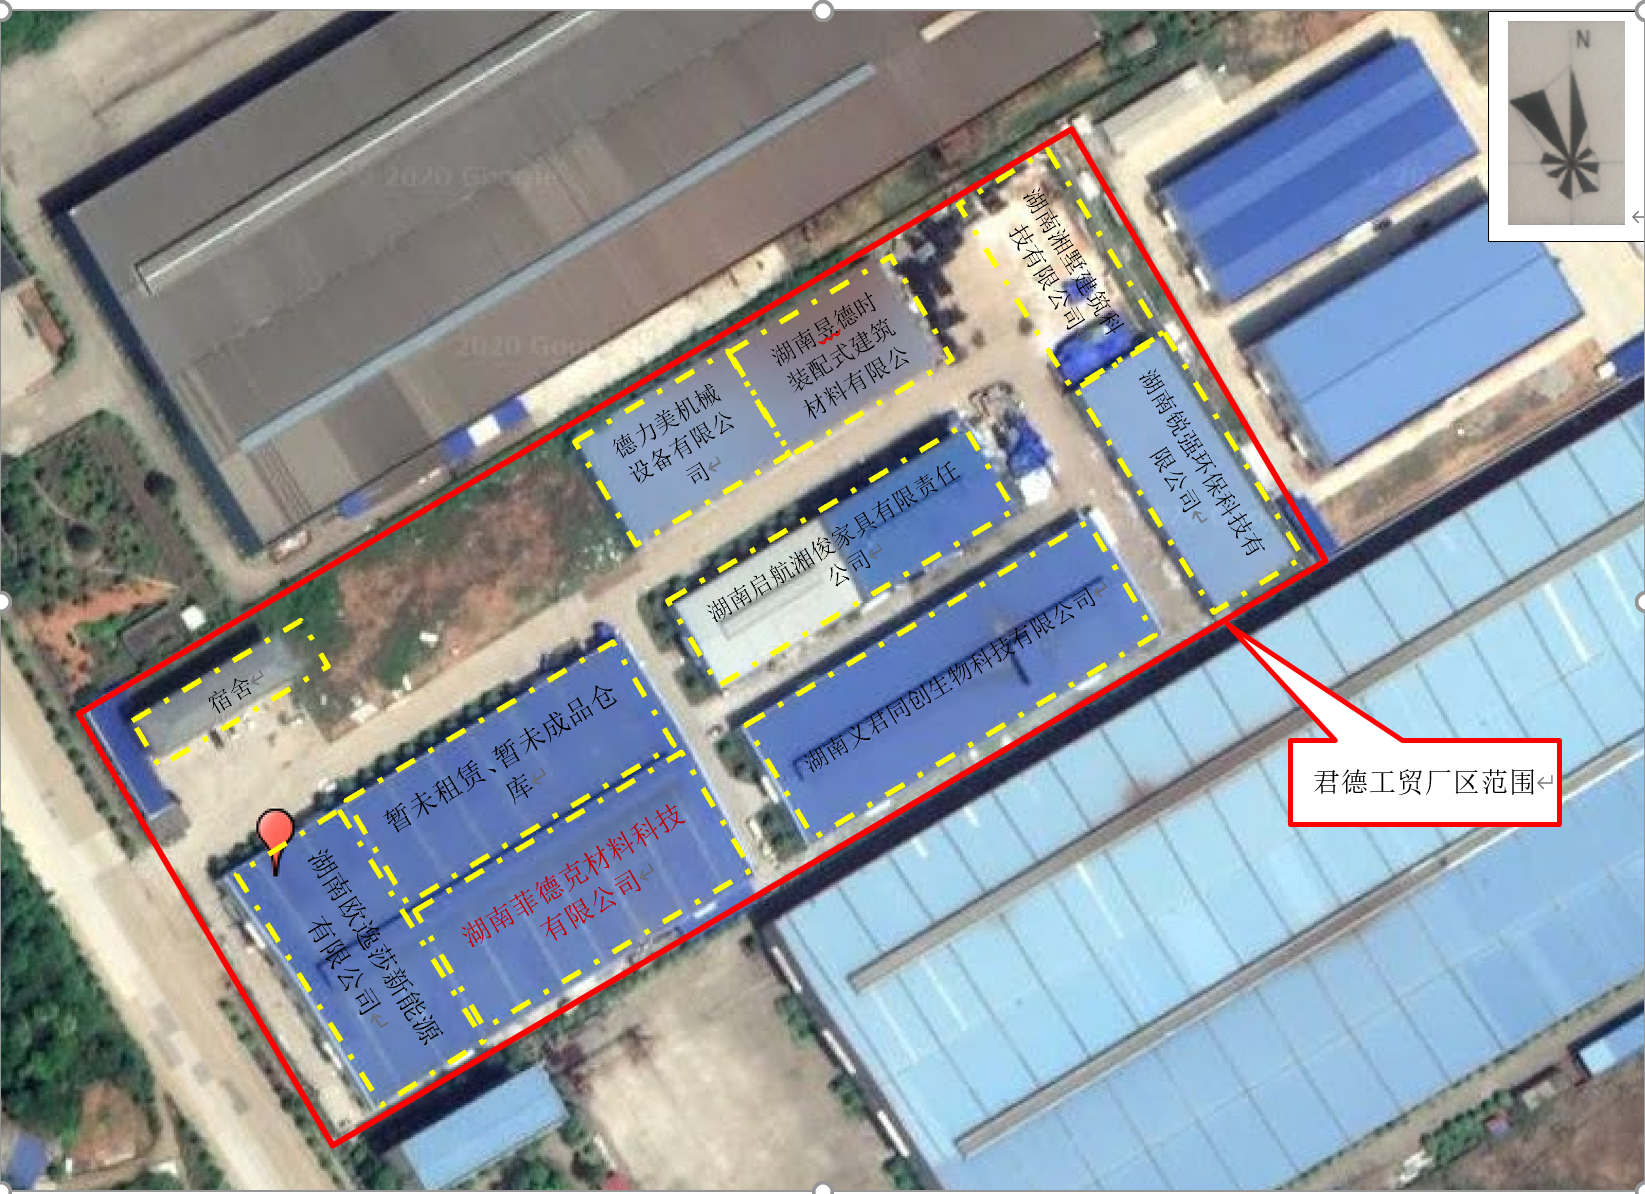 N
© 2020 Google
湖南湘墅建筑科
技有限公司
湖南昱德时
装配式建筑
材料有限公
德力美机械
设备有限公
司
湖南锐强环保科技有
限公司
湖南启航湘俊家具有限责任
公司
湖南义君同创生物科技有限公司
宿舍
暂未租赁、暂未成品仓
库
湖南菲德克材料科技
有限公司
湖南欧逸莎新能源
有限公司
君德工贸厂区范围